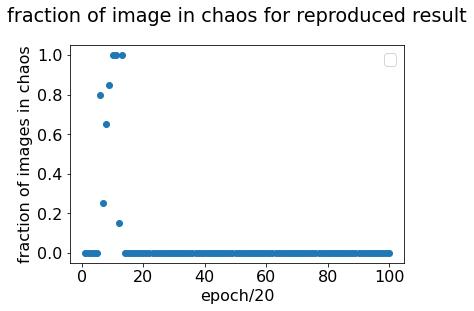 fraction of image in chaos for reproduced result
fraction of images in chaos
1.0
0.8
0.6
0.4
0.2
0.0
0 20 40 60 80 100
epoch/20